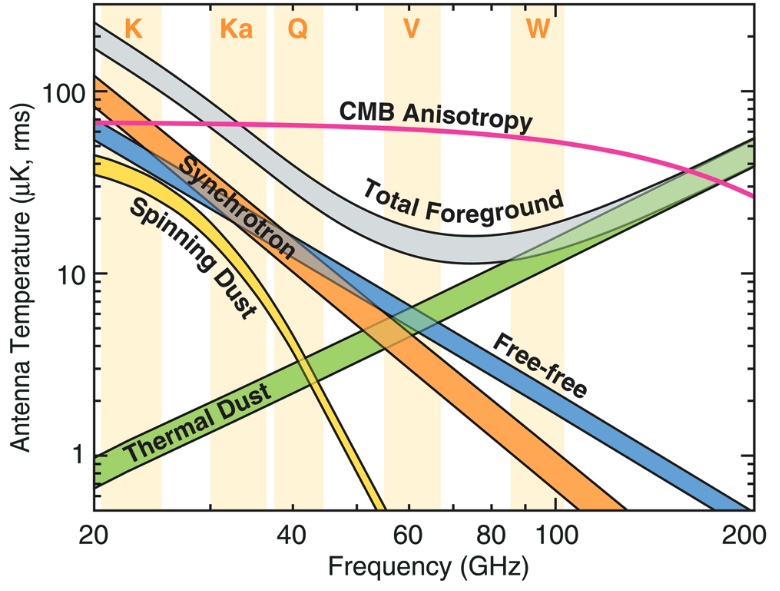 K Ka Q V W
100
10
1
Antenna Temperature (μK, rms)
CMB Anisotropy
Total Foreground
Synchrotron
Spinning Dust
Free-free
Thermal Dust
20 40 60 80 100 200
Frequency (GHz)